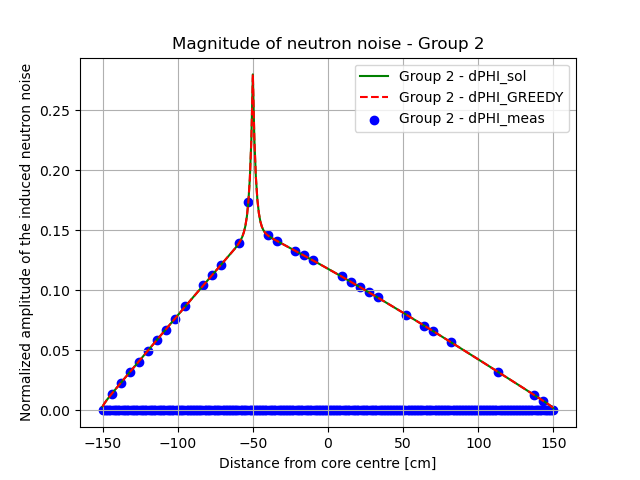 Magnitude of neutron noise - Group 2
Normalized amplitude of the induced neutron noise
0.25
0.20
0.15
0.10
0.05
0.00
Group 2 - dPHI_sol
Group 2 - dPHI_GREEDY
Group 2 - dPHI_meas
−150
−100
−50
0
50
100
150
Distance from core centre [cm]